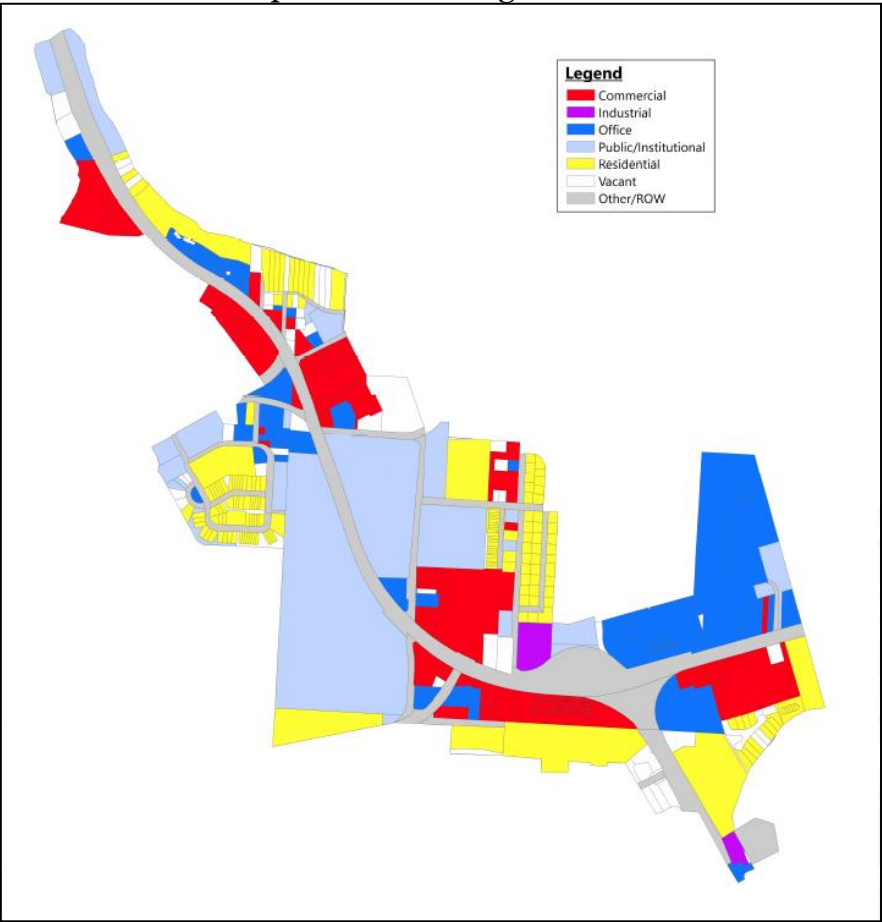 Legend
Commercial
Industrial
Office
Public/Institutional
Residential
Vacant
Other/ROW